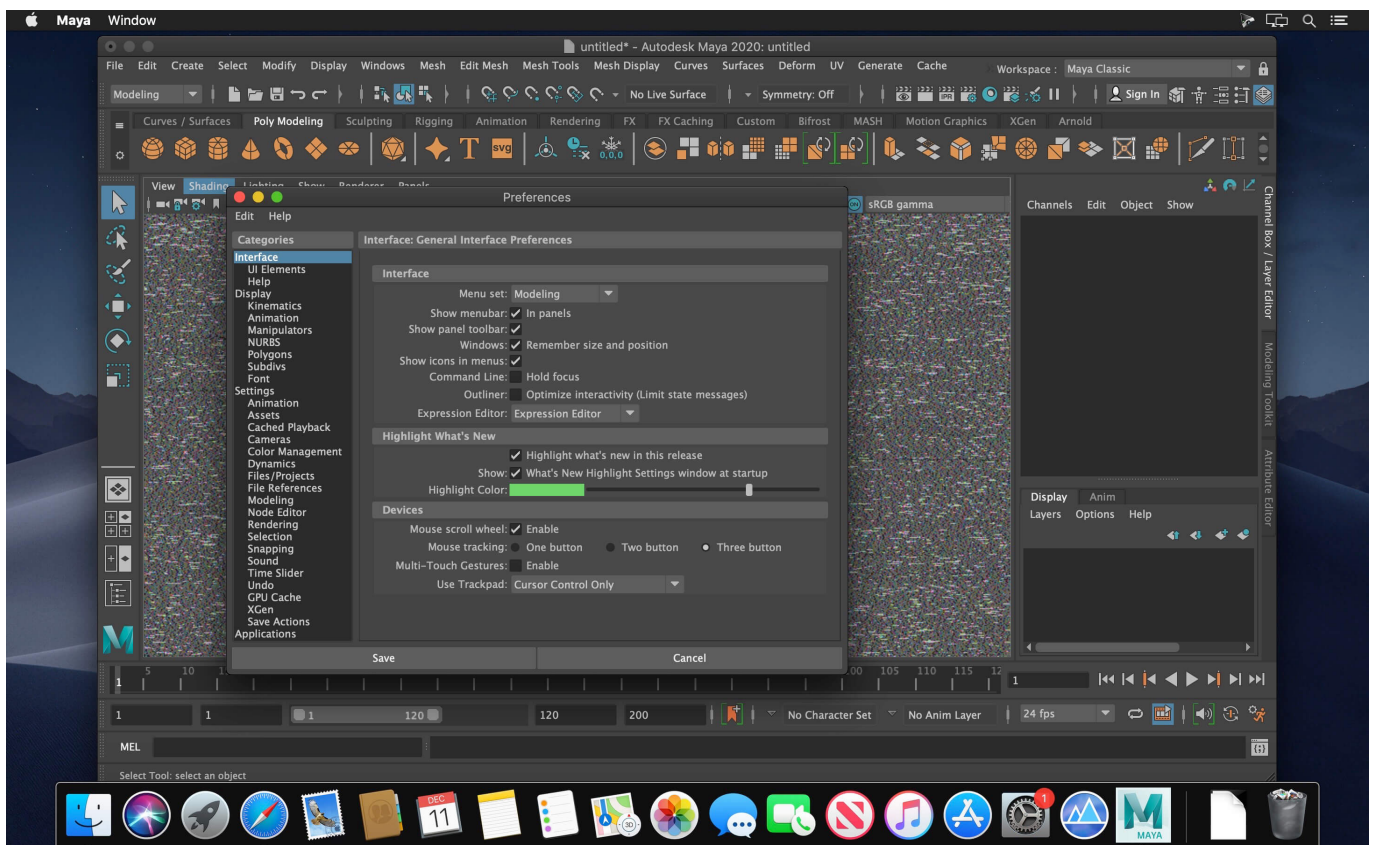 Maya Window
untitled* - Autodesk Maya 2020: untitled
File Edit Create Select Modify Display Windows Mesh Edit Mesh Mesh Tools Mesh Display Curves Surfaces Deform UV Generate Cache Workspace : Maya Classic
Modeling No Live Surface Symmetry: Off Sign In
Curves / Surfaces Poly Modeling Sculpting Rigging Animation Rendering FX FX Caching Custom Bifrost MASH Motion Graphics XGen Arnold
T svg 0,0,0
View Shading Lighting Show Renderer Panels
Preferences
sRGB gamma
Channels Edit Object Show
Edit Help
Categories
Interface: General Interface Preferences
Interface
UI Elements
Help
Display
Kinematics
Animation
Manipulators
NURBS
Polygons
Subdivs
Font
Settings
Animation
Assets
Cached Playback
Cameras
Color Management
Dynamics
Files/Projects
File References
Modeling
Node Editor
Rendering
Selection
Snapping
Sound
Time Slider
Undo
GPU Cache
XGen
Save Actions
Applications
Interface
Menu set: Modeling
Show menubar: In panels
Show panel toolbar:
Windows: Remember size and position
Show icons in menus:
Command Line: Hold focus
Outliner: Optimize interactivity (Limit state messages)
Expression Editor: Expression Editor
Highlight What's New
Highlight what's new in this release
Show: What's New Highlight Settings window at startup
Highlight Color:
Devices
Mouse scroll wheel: Enable
Mouse tracking: One button Two button Three button
Multi-Touch Gestures: Enable
Use Trackpad: Cursor Control Only
Save Cancel
Channel Box / Layer Editor
Modeling Toolkit
Attribute Editor
Display Anim
Layers Options Help
1 5 10 105 110 115 12 1
1 1 1 120 120 200 No Character Set No Anim Layer 24 fps
MEL
Select Tool: select an object
DEC
11
3D
1
M
MAYA